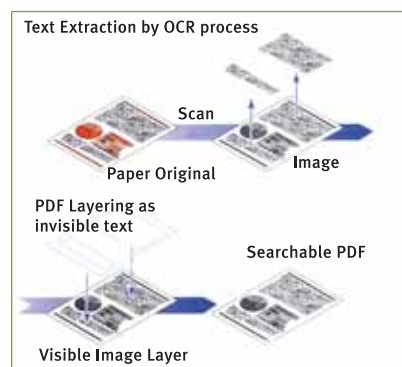 Text Extraction by OCR process
Scan
Paper Original
Image
PDF Layering as
invisible text
Searchable PDF
Visible Image Layer